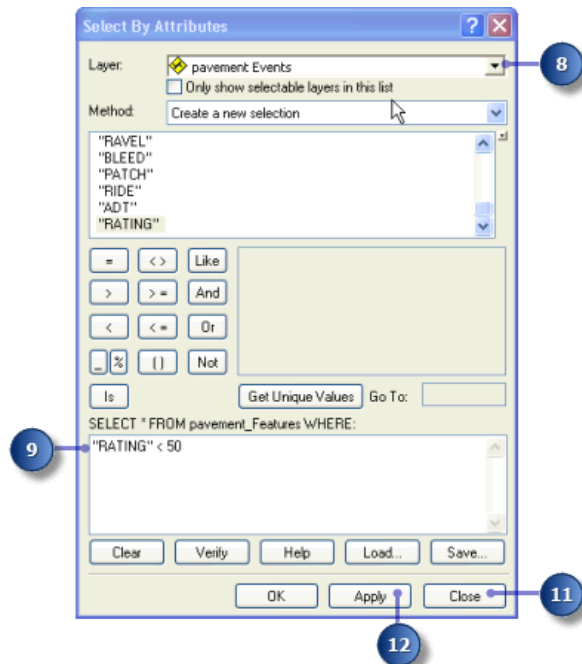 Select By Attributes
Layer: pavement Events
8
Only show selectable layers in this list
Method: Create a new selection
"RAVEL"
"BLEED"
"PATCH"
"RIDE"
"ADT"
"RATING"
= < > Like
> > = And
< < = Or
_ % ( ) Not
Is Get Unique Values Go To:
SELECT * FROM pavement_Features WHERE:
9
"RATING" < 50
Clear Verify Help Load... Save...
OK Apply Close
11
12